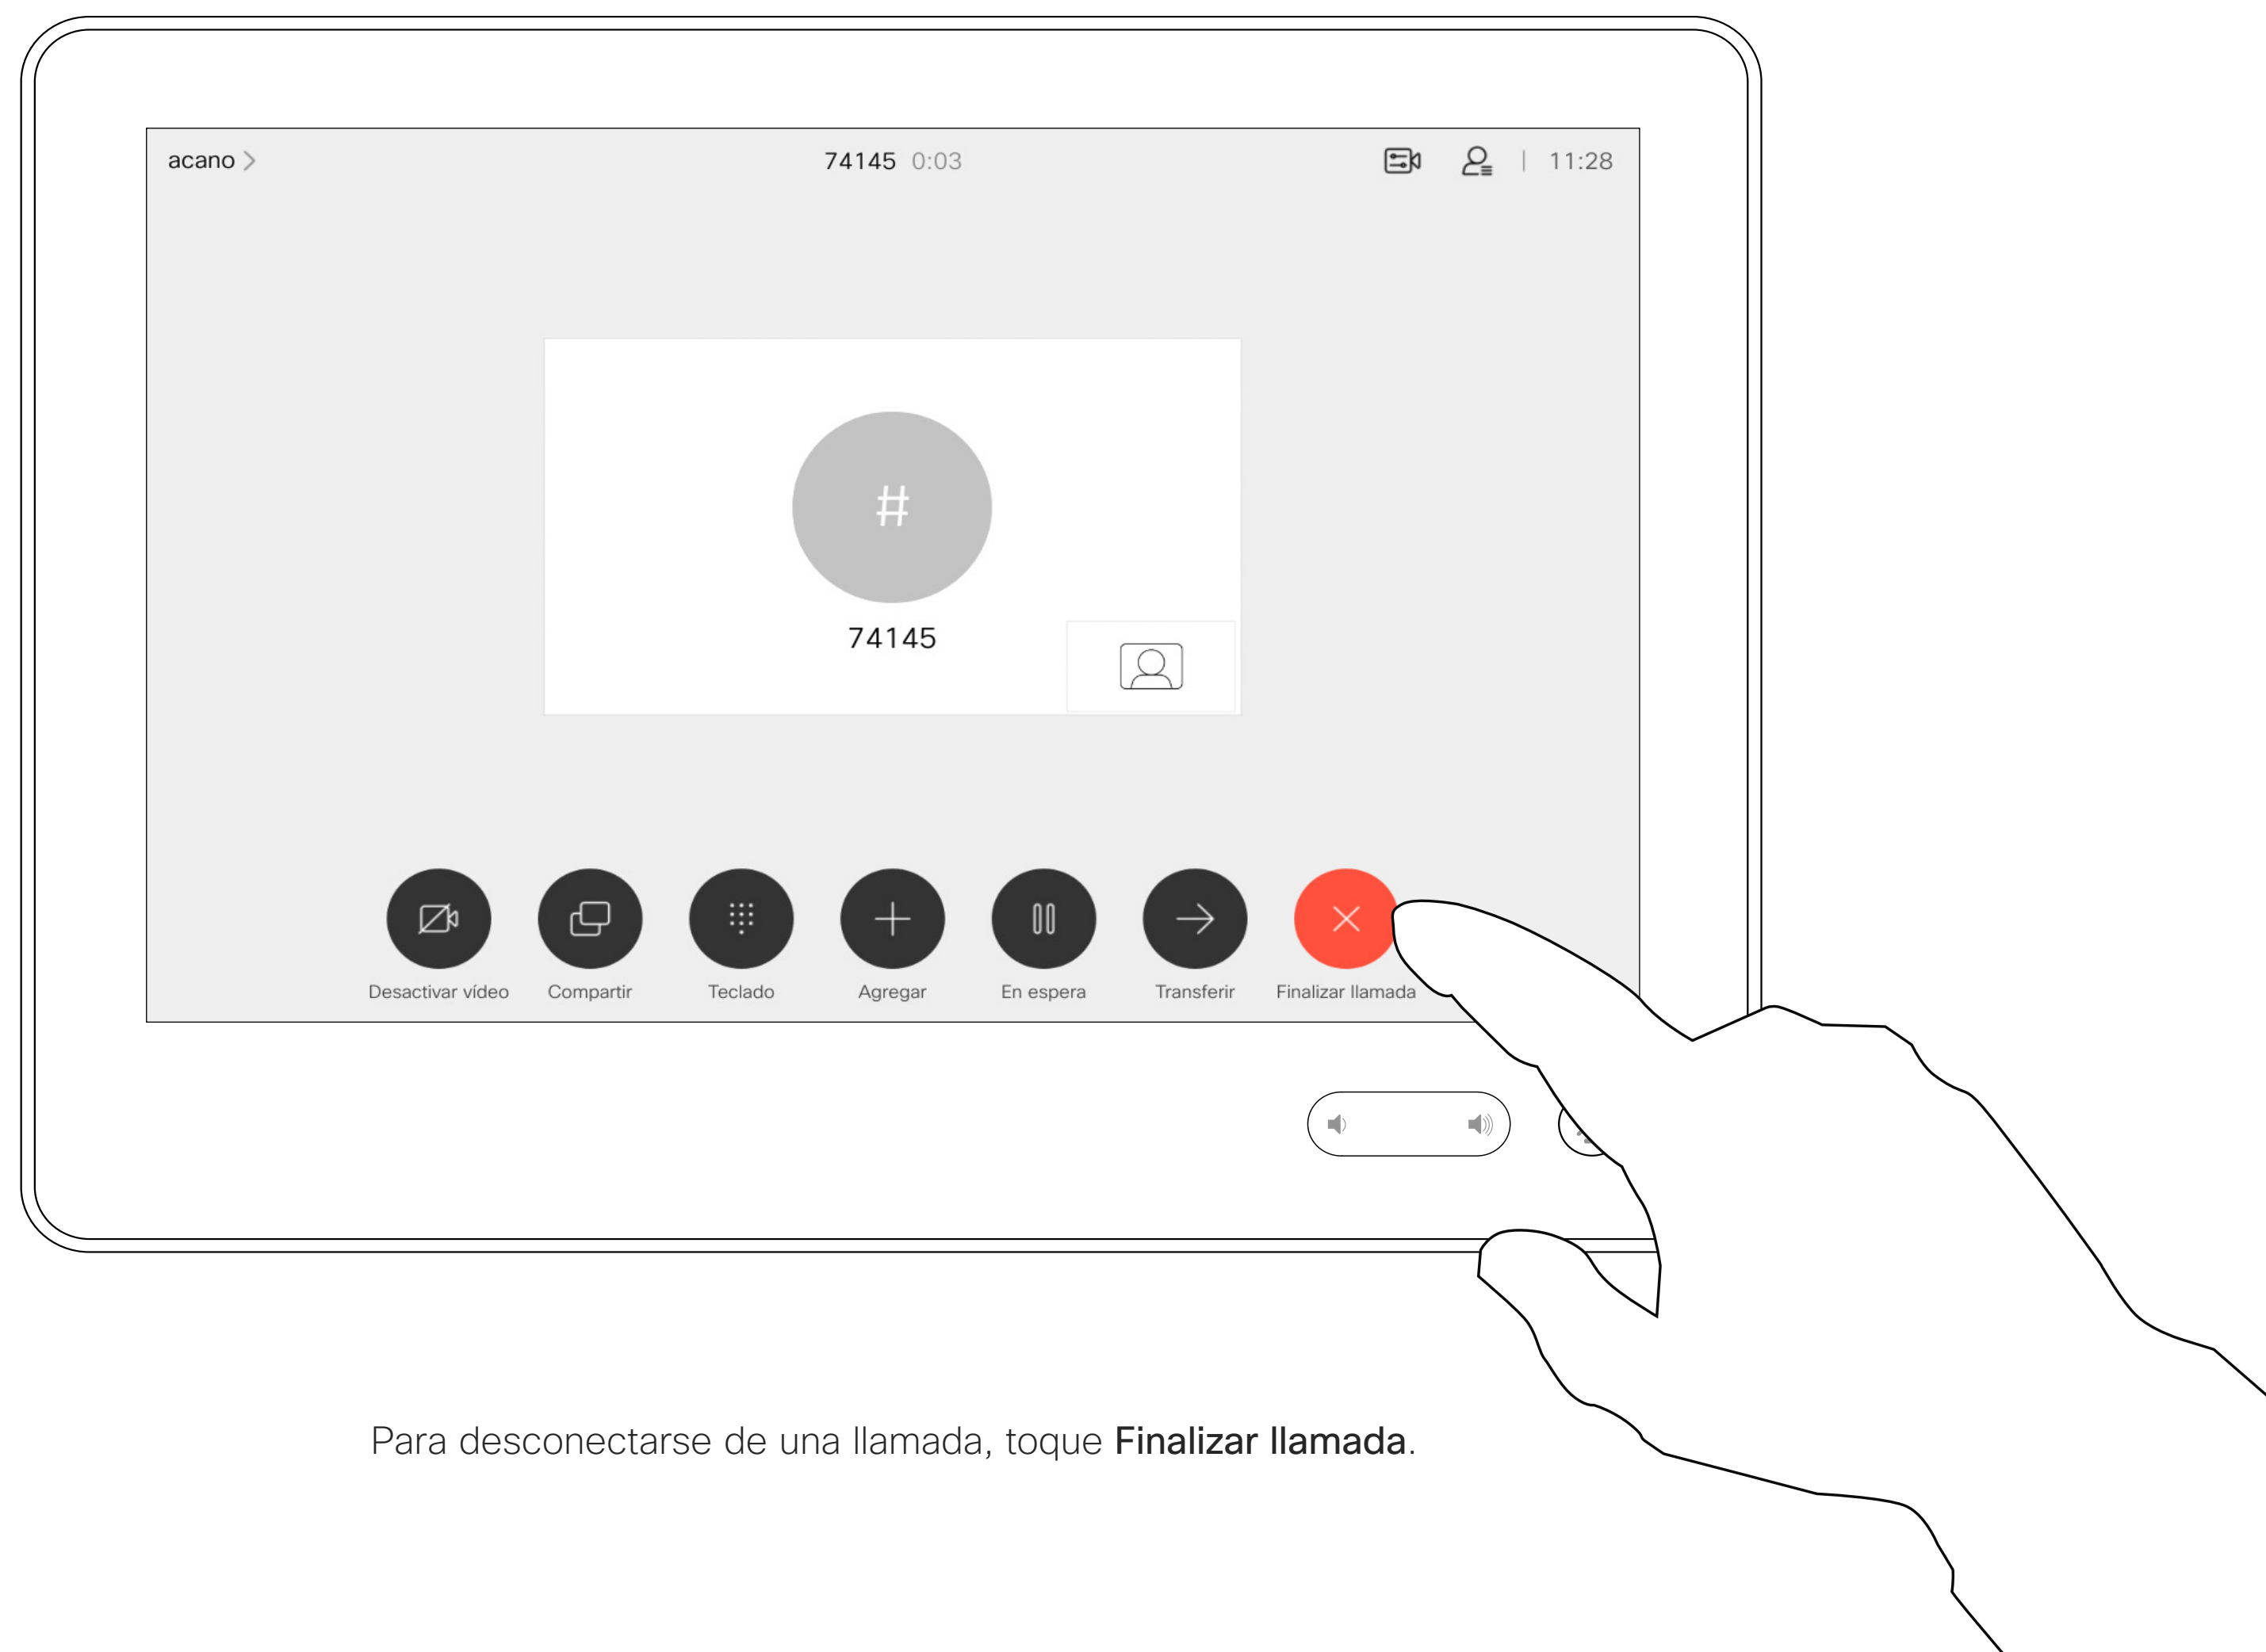 acano
74145 0:03
11:28
#
74145
Desactivar vídeo
Compartir
Teclado
Agregar
En espera
Transferir
Finalizar llamada
Para desconectarse de una llamada, toque Finalizar llamada.